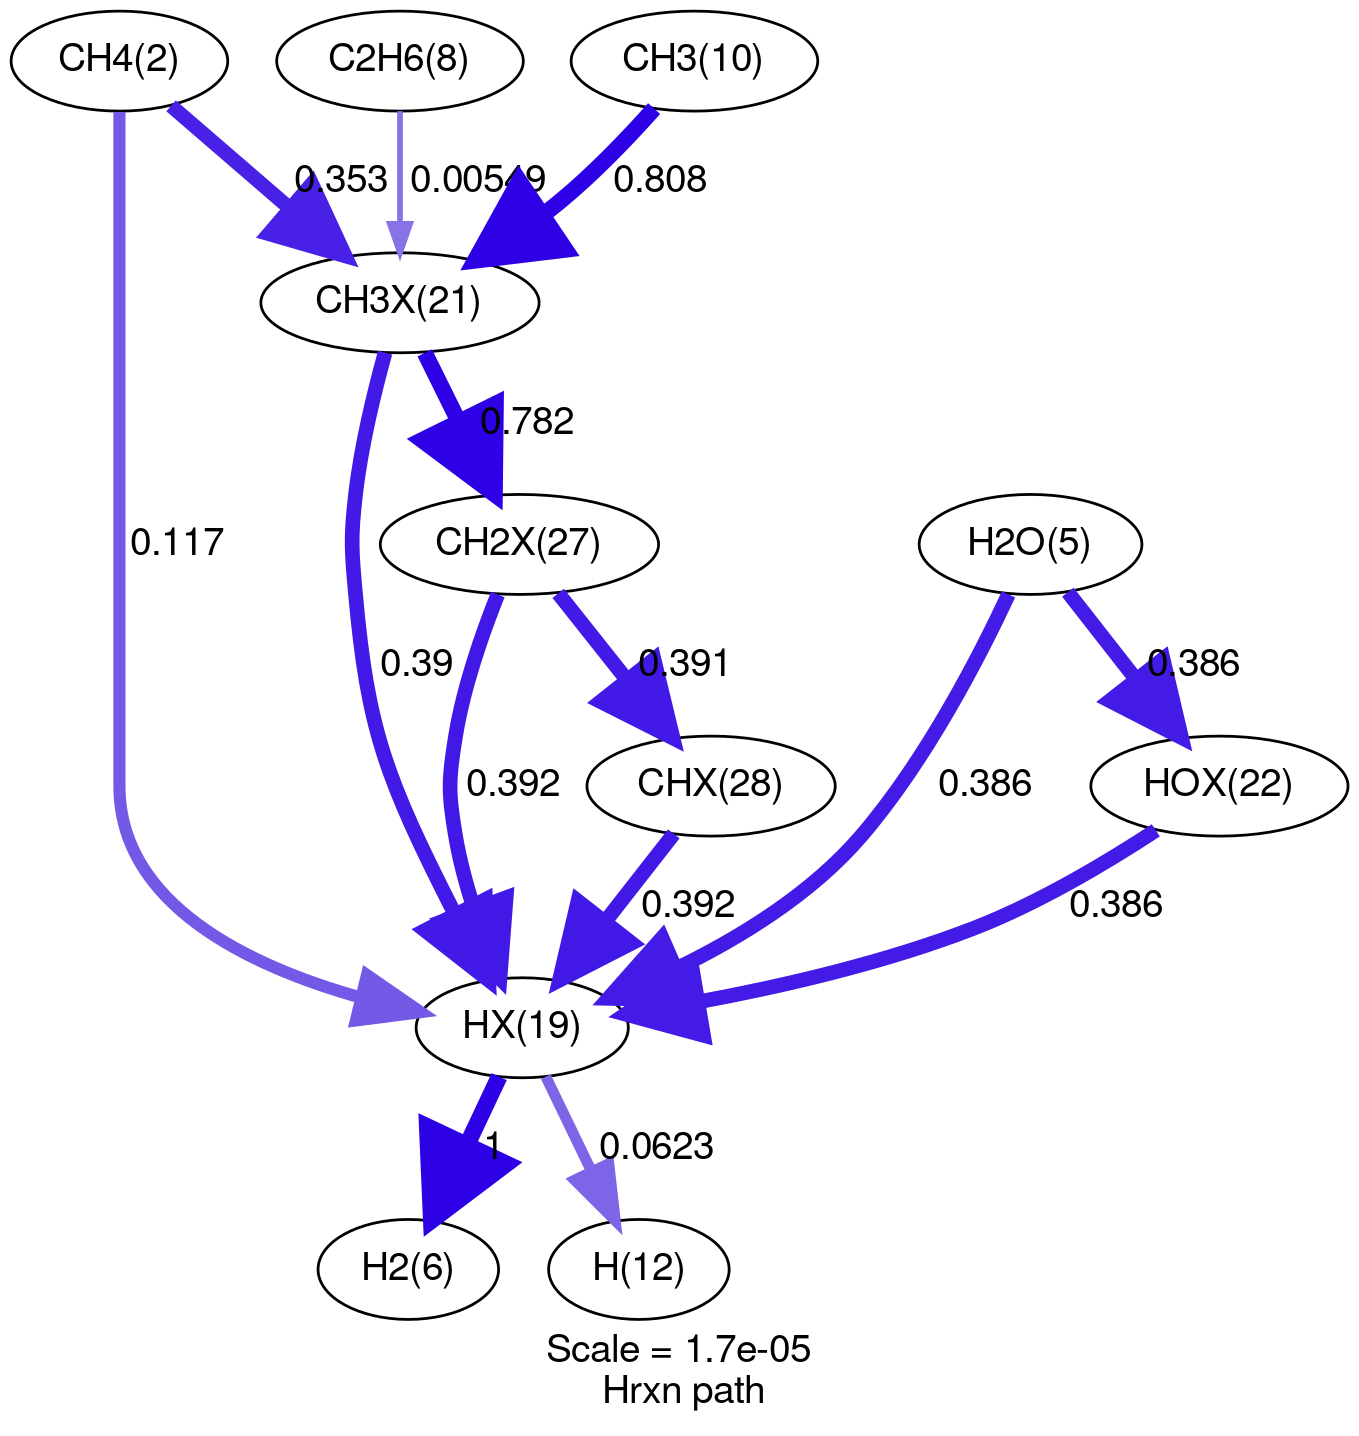 CH4(2)
C2H6(8)
CH3(10)
0.353
0.00549
0.808
CH3X(21)
0.782
0.117
CH2X(27)
H2O(5)
0.39
0.391
0.386
0.392
CHX(28)
0.386
HOX(22)
0.392
0.386
HX(19)
1
0.0623
H2(6)
H(12)
Scale = 1.7e-05
Hrxn path